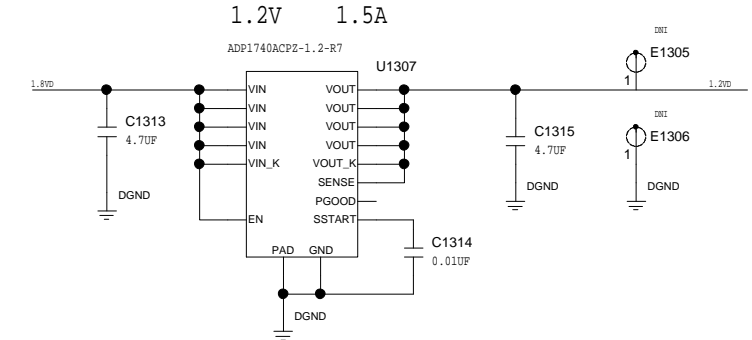 1.2V 1.5A
ADP1740ACPZ-1.2-R7
U1307
DNI
E1305
1
1.8VD
1.2VD
VIN VOUT
VIN VOUT
VIN VOUT
VIN VOUT
VIN_K VOUT_K
SENSE
PGOOD
EN SSTART
PAD GND
C1313
4.7UF
DGND
C1315
4.7UF
DGND
DNI
E1306
1
DGND
C1314
0.01UF
DGND